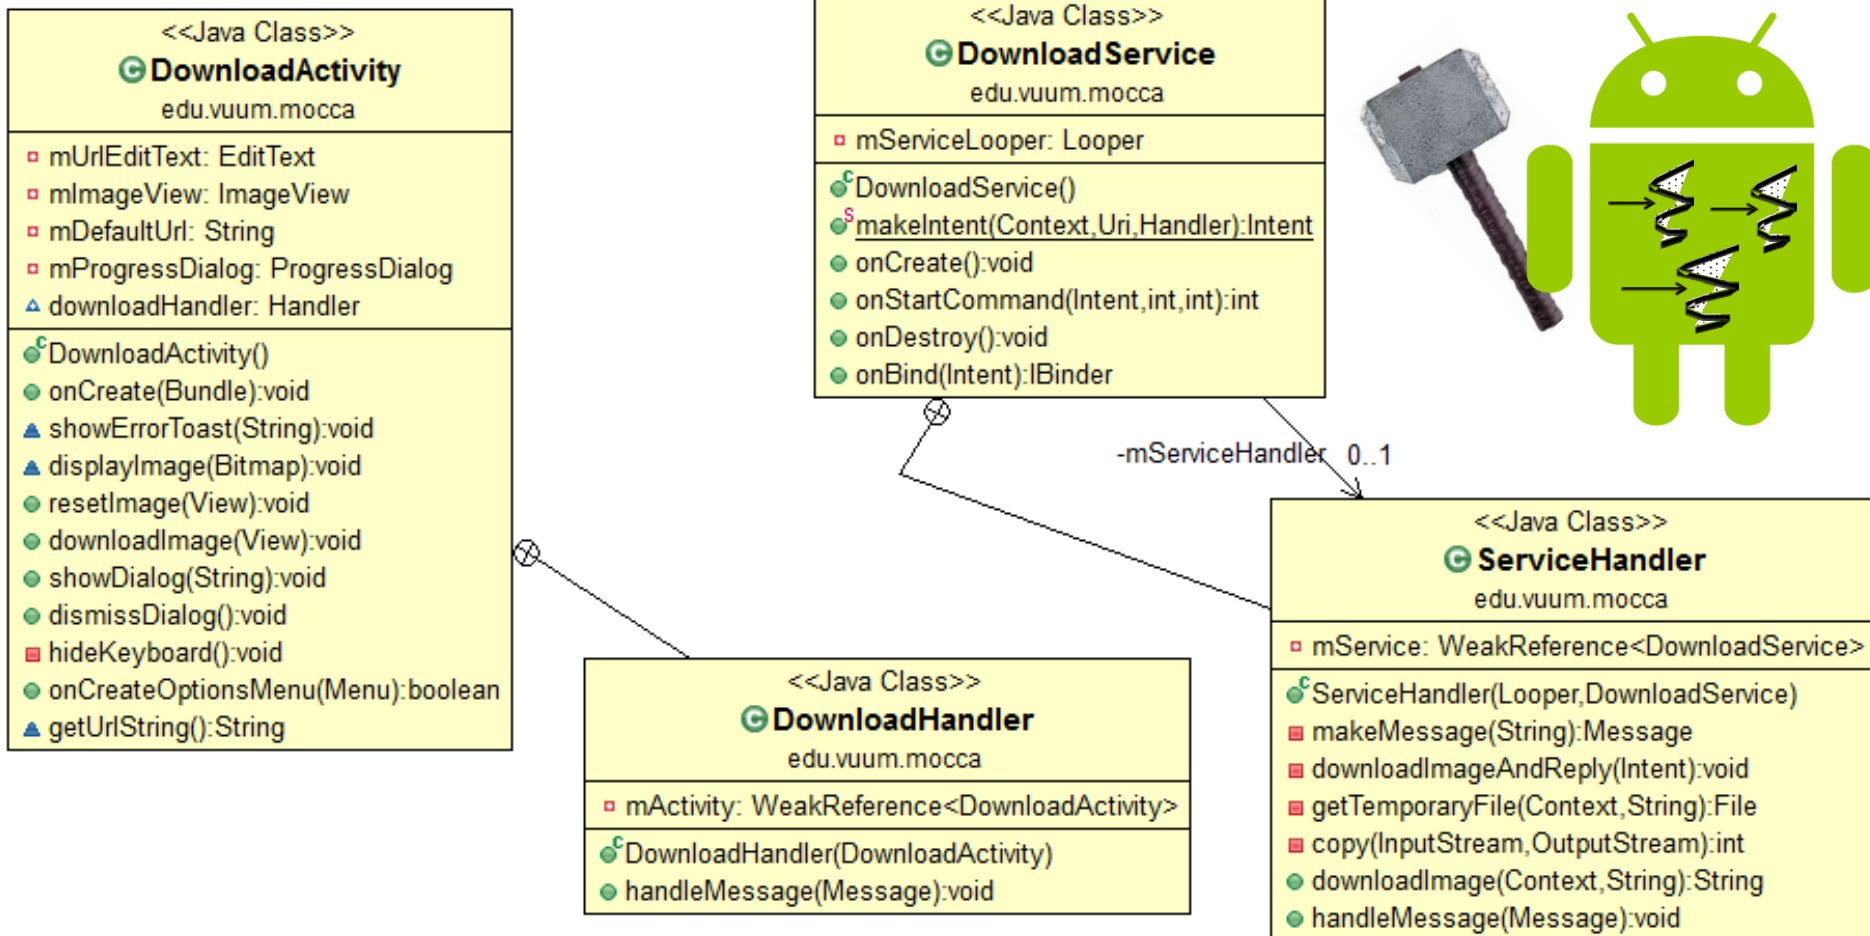 <<Java Class>>
DownloadActivity
edu.vuum.mocca
mUrlEditText: EditText
mImageView: ImageView
mDefaultUrl: String
mProgressDialog: ProgressDialog
downloadHandler: Handler
DownloadActivity()
onCreate(Bundle):void
showErrorToast(String):void
displayImage(Bitmap):void
resetImage(View):void
downloadImage(View):void
showDialog(String):void
dismissDialog():void
hideKeyboard():void
onCreateOptionsMenu(Menu):boolean
getUrlString():String
<<Java Class>>
DownloadService
edu.vuum.mocca
mServiceLooper: Looper
DownloadService()
makeIntent(Context,Uri,Handler):Intent
onCreate():void
onStartCommand(Intent,int,int):int
onDestroy():void
onBind(Intent):IBinder
-mServiceHandler 0..1
<<Java Class>>
DownloadHandler
edu.vuum.mocca
mActivity: WeakReference<DownloadActivity>
DownloadHandler(DownloadActivity)
handleMessage(Message):void
<<Java Class>>
ServiceHandler
edu.vuum.mocca
mService: WeakReference<DownloadService>
ServiceHandler(Looper,DownloadService)
makeMessage(String):Message
downloadImageAndReply(Intent):void
getTemporaryFile(Context,String):File
copy(InputStream,OutputStream):int
downloadImage(Context,String):String
handleMessage(Message):void